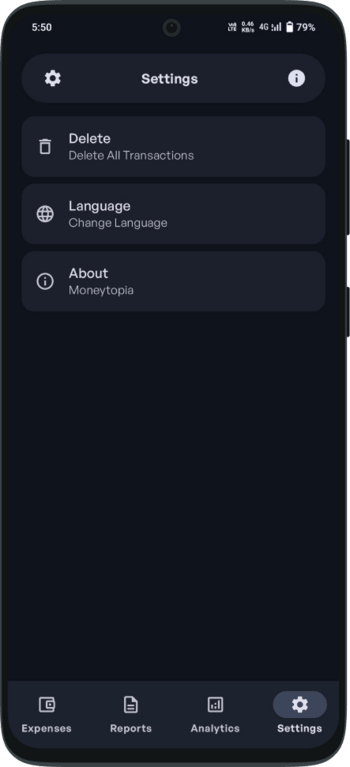 5:50
Vo) LTE 0.46 KB/s 4G 79%
Settings
Delete
Delete All Transactions
Language
Change Language
About
Moneytopia
Expenses Reports Analytics Settings